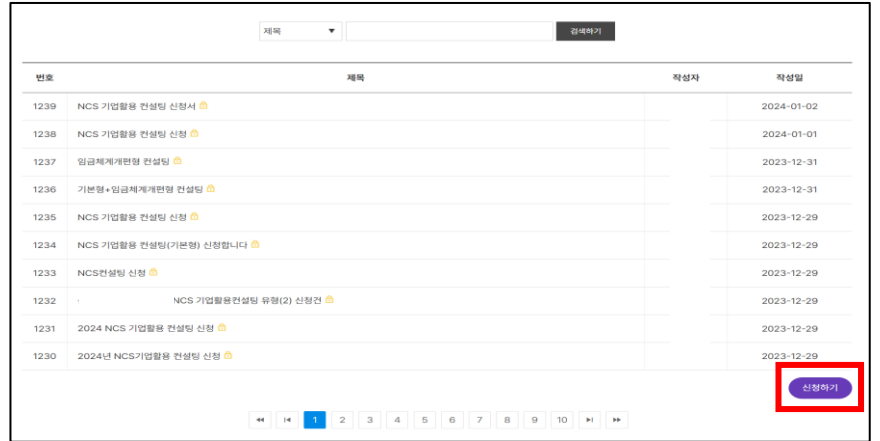 제목 ▼ 검색하기
번호 제목 작성자 작성일
1239 NCS 기업활용 컨설팅 신청서 2024-01-02
1238 NCS 기업활용 컨설팅 신청 2024-01-01
1237 임금체계개편형 컨설팅 2023-12-31
1236 기본형+임금체계개편형 컨설팅 2023-12-31
1235 NCS 기업활용 컨설팅 신청 2023-12-29
1234 NCS 기업활용 컨설팅(기본형) 신청합니다 2023-12-29
1233 NCS컨설팅 신청 2023-12-29
1232 NCS 기업활용컨설팅 유형(2) 신청건 2023-12-29
1231 2024 NCS 기업활용 컨설팅 신청 2023-12-29
1230 2024년 NCS기업활용 컨설팅 신청 2023-12-29
신청하기
1 2 3 4 5 6 7 8 9 10